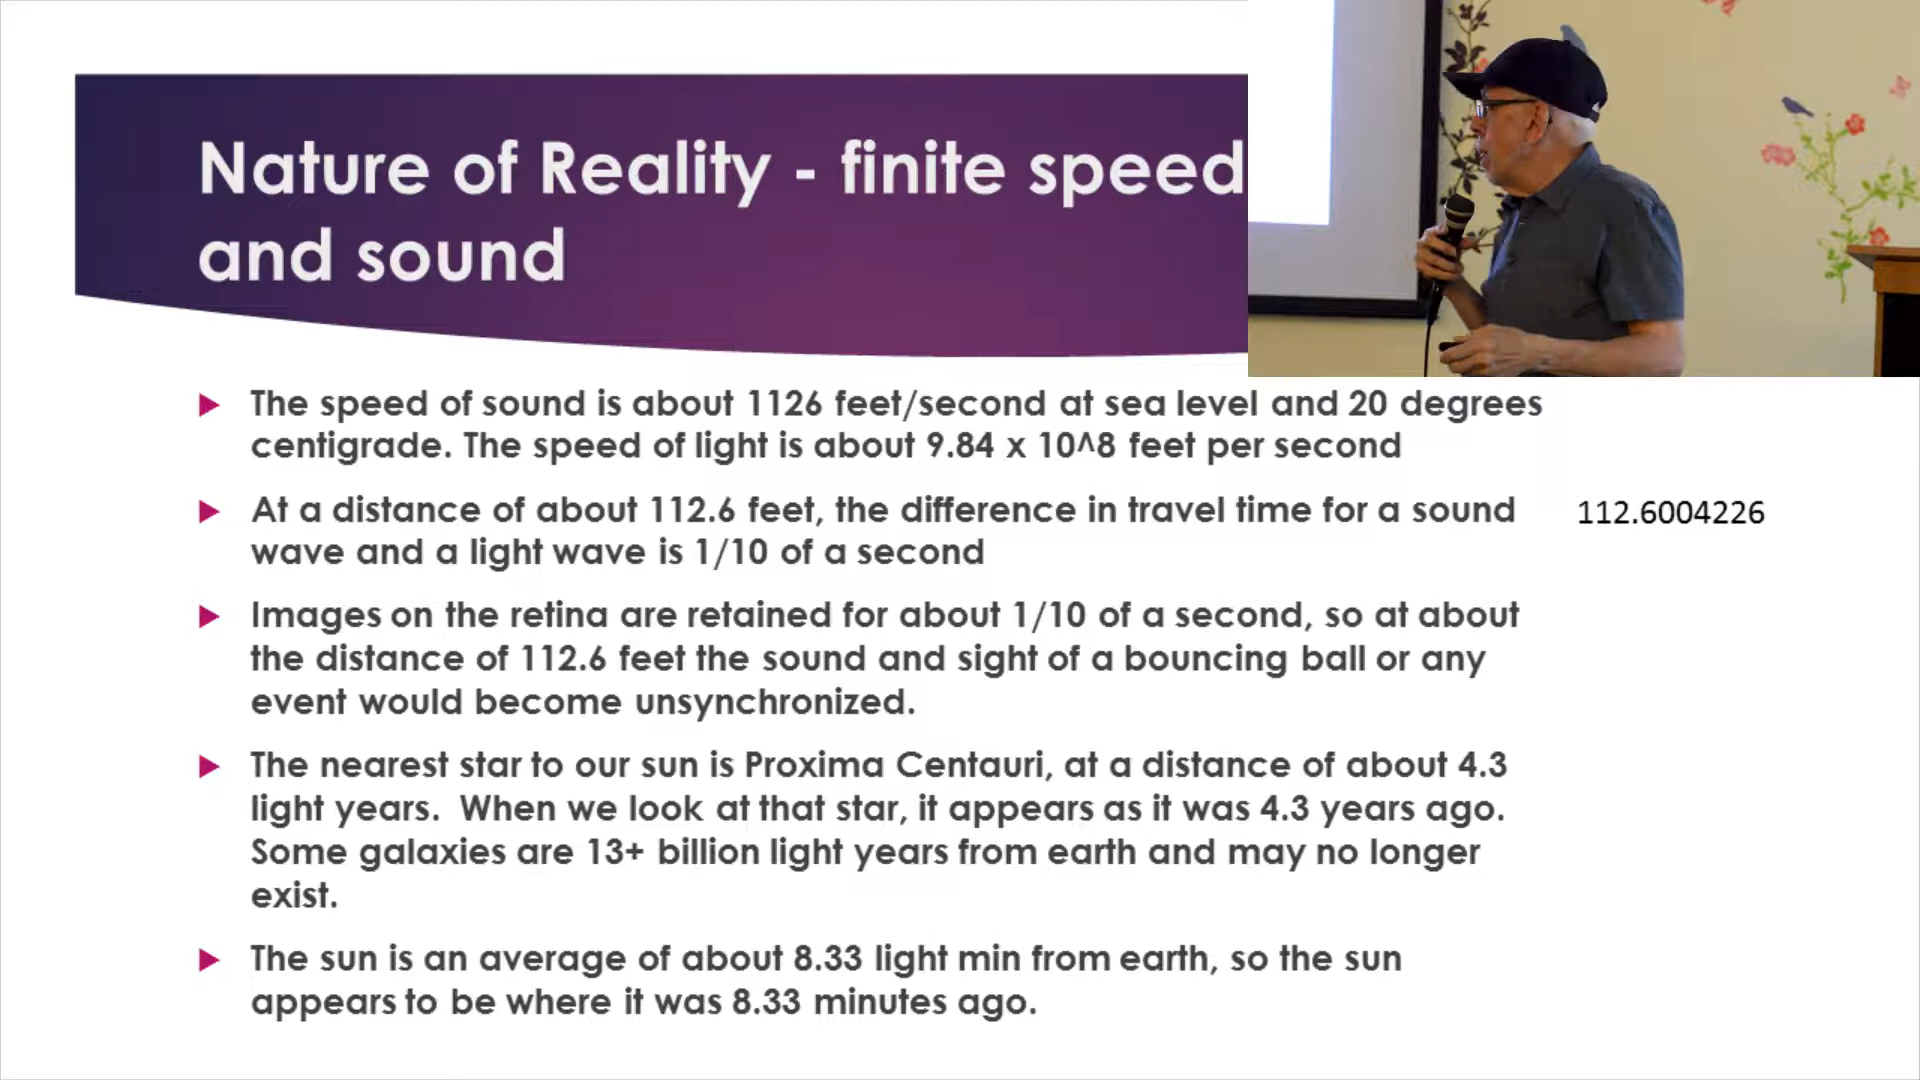 Nature of Reality - finite speed
and sound
The speed of sound is about 1126 feet/second at sea level and 20 degrees
centigrade. The speed of light is about 9.84 x 10^8 feet per second
At a distance of about 112.6 feet, the difference in travel time for a sound
112.6004226
wave and a light wave is 1/10 of a second
Images on the retina are retained for about 1/10 of a second, so at about
the distance of 112.6 feet the sound and sight of a bouncing ball or any
event would become unsynchronized.
The nearest star to our sun is Proxima Centauri, at a distance of about 4.3
light years.  When we look at that star, it appears as it was 4.3 years ago.
Some galaxies are 13+ billion light years from earth and may no longer
exist.
The sun is an average of about 8.33 light min from earth, so the sun
appears to be where it was 8.33 minutes ago.